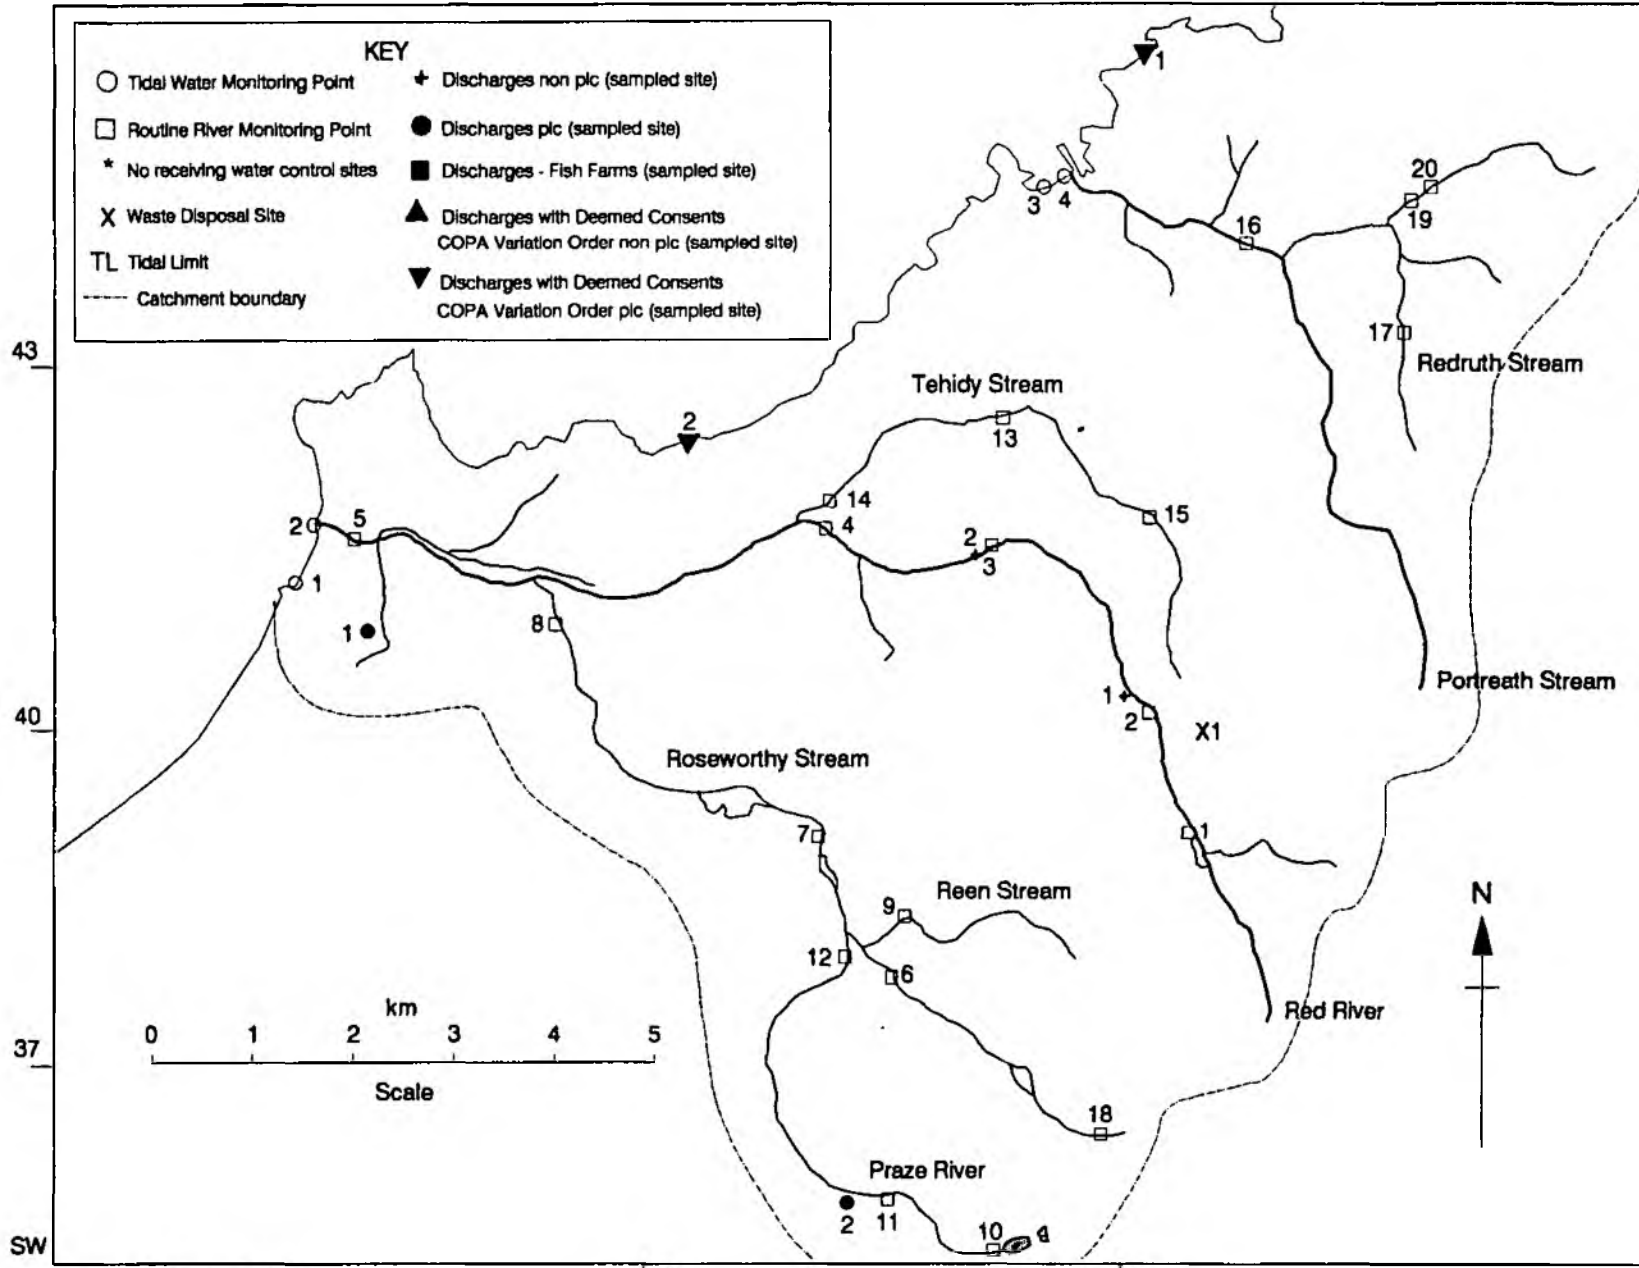 KEY
Tidal Water Monitoring Point
Routine River Monitoring Point
* No receiving water control sites
X Waste Disposal Site
TL Tidal Limit
Catchment boundary
Discharges non plc (sampled site)
Discharges plc (sampled site)
Discharges - Fish Farms (sampled site)
Discharges with Deemed Consents
COPA Variation Order non plc (sampled site)
Discharges with Deemed Consents
COPA Variation Order plc (sampled site)
1
3
4
16
20
19
17
43
Redruth Stream
Tehidy Stream
2
13
14
15
2
5
4
2
3
1
1
8
Portreath Stream
1
2
X1
40
Roseworthy Stream
7
1
Reen Stream
9
N
12
6
Red River
km
0
1
2
3
4
5
Scale
37
18
Praze River
2
11
10
SW